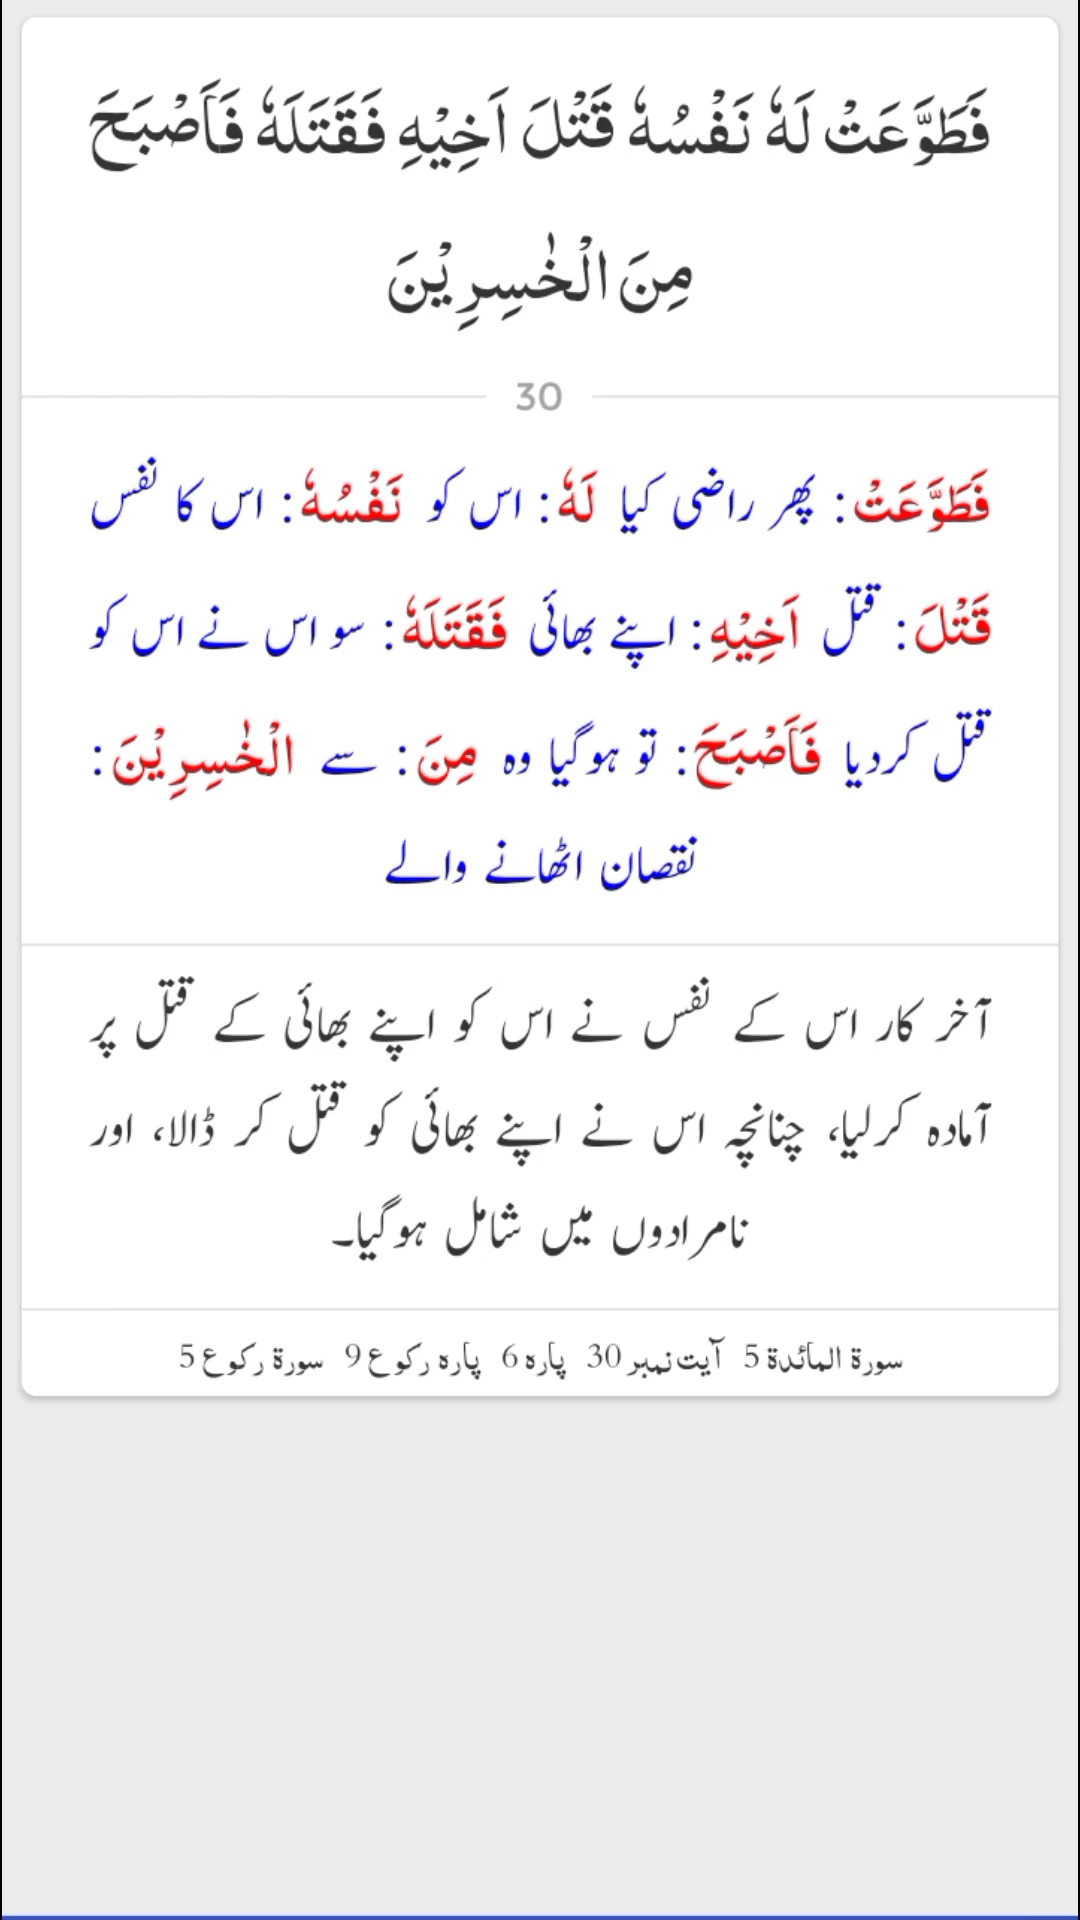 فَطَوَّعَتْ لَهٗ نَفْسُهٗ قَتْلَ اَخِیْهِ فَقَتَلَهٗ فَاَصْبَحَ
مِنَ الْخٰسِرِیْنَ
30
فَطَوَّعَتْ : پھر راضی کیا لَهٗ : اس کو نَفْسُهٗ : اس کا نفس
قَتْلَ : قتل اَخِیْهِ : اپنے بھائی فَقَتَلَهٗ : سو اس نے اس کو
قتل کردیا فَاَصْبَحَ : تو ہوگیا وہ مِنَ : سے الْخٰسِرِیْنَ :
نقصان اٹھانے والے
آخر کار اس کے نفس نے اس کو اپنے بھائی کے قتل پر
آمادہ کرلیا، چنانچہ اس نے اپنے بھائی کو قتل کر ڈالا، اور
نامرادوں میں شامل ہوگیا۔
سورۃ المائدۃ 5 آیت نمبر 30 پارہ 6 پارہ رکوع 9 سورۃ رکوع 5